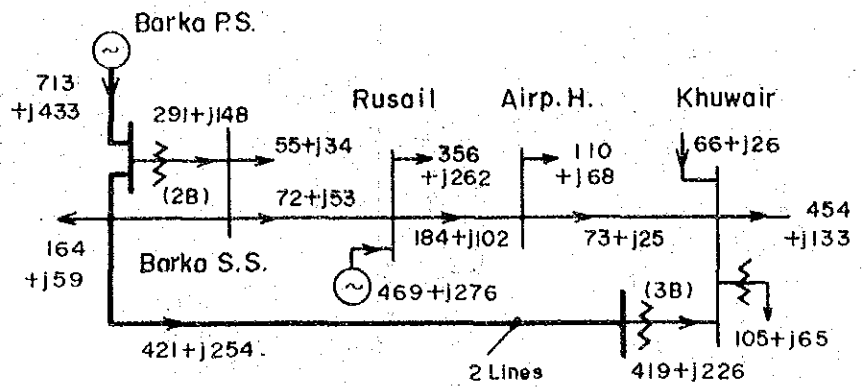 Barka P.S.
~
713
+j433
291+j148
(2B)
55+j34
72+j53
164
+j59
Barka S.S.
Rusail
356
+j262
184+j102
~
469+j276
Airp. H.
110
+j68
73+j25
Khuwair
66+j26
454
+j133
(3B)
105+j65
421+j254.
2 Lines
419+j226